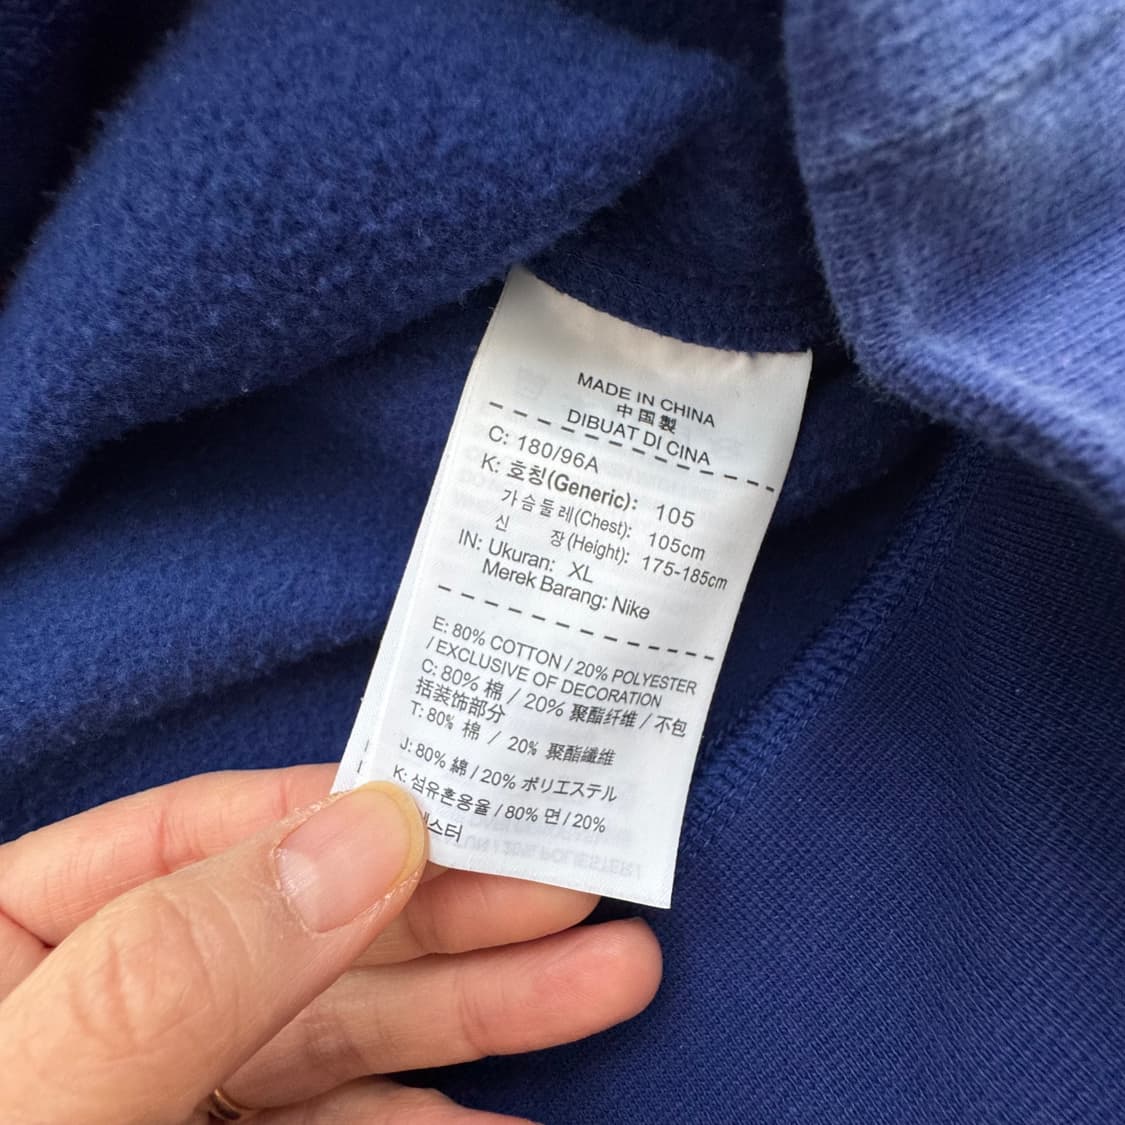 MADE IN CHINA
中国製
DIBUAT DI CINA
C: 180/96A
K: 호칭(Generic): 105
가슴둘레(Chest): 105cm
신 장(Height): 175-185cm
IN: Ukuran: XL
Merek Barang: Nike
E: 80% COTTON / 20% POLYESTER
/ EXCLUSIVE OF DECORATION
C: 80% 棉 / 20% 聚酯纤维 / 不包
括装饰部分
T: 80% 棉 / 20% 聚酯纖維
J: 80% 綿 / 20% ポリエステル
K: 섬유혼용율 / 80% 면 / 20%